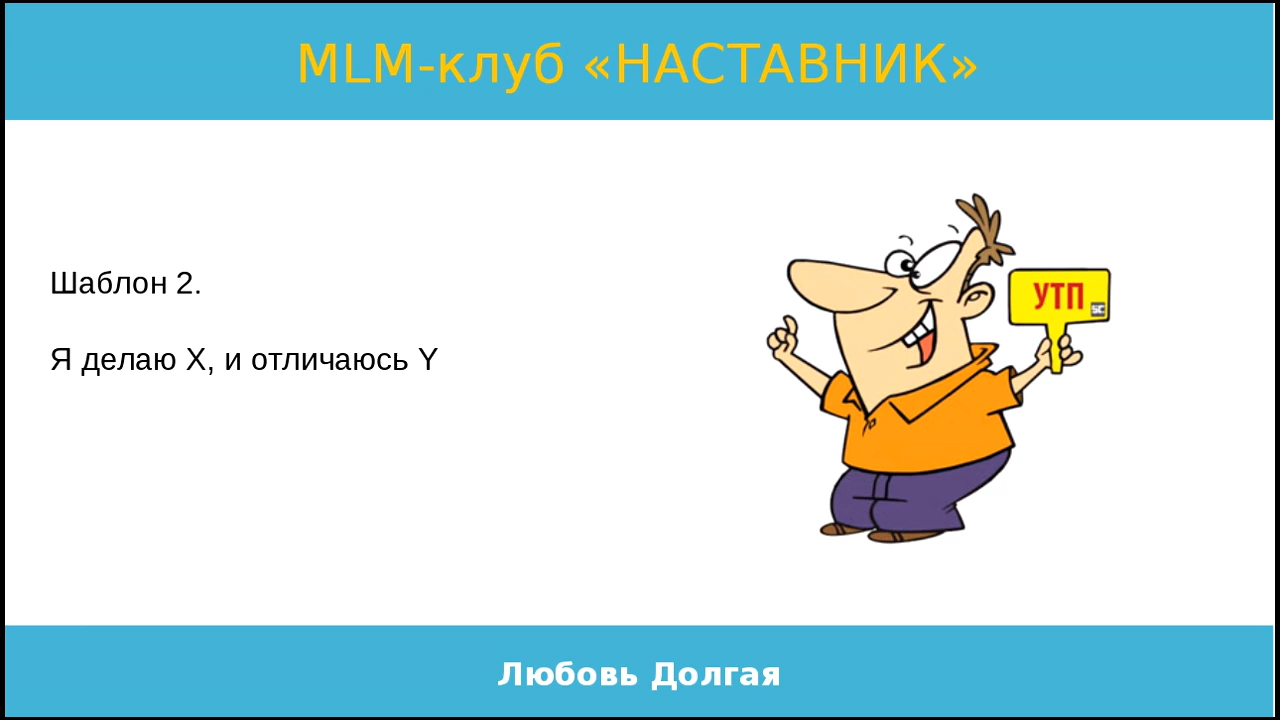 MLM-клуб «НАСТАВНИК»
Шаблон 2.
УТП
Я делаю X, и отличаюсь Y
Любовь Долгая